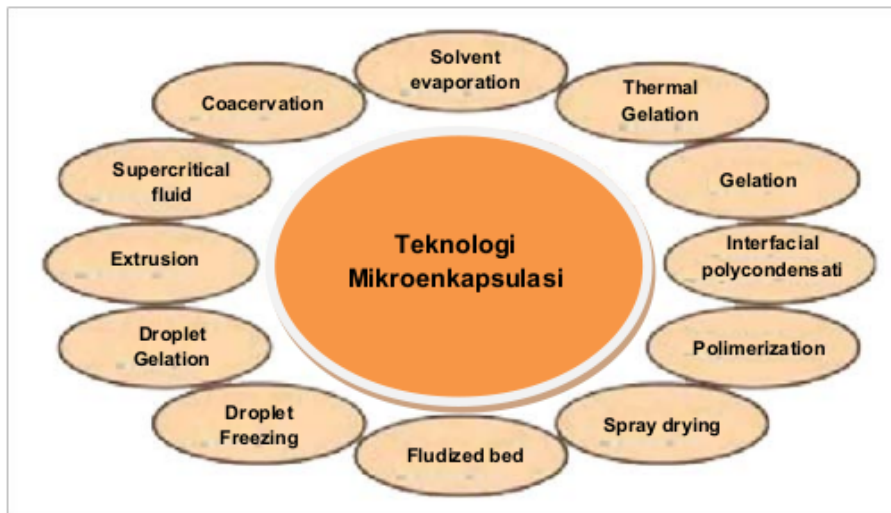 Solvent
evaporation
Thermal
Gelation
Gelation
Interfacial
polycondensati
Polimerization
Spray drying
Fludized bed
Droplet
Freezing
Droplet
Gelation
Extrusion
Supercritical
fluid
Coacervation
Teknologi
Mikroenkapsulasi